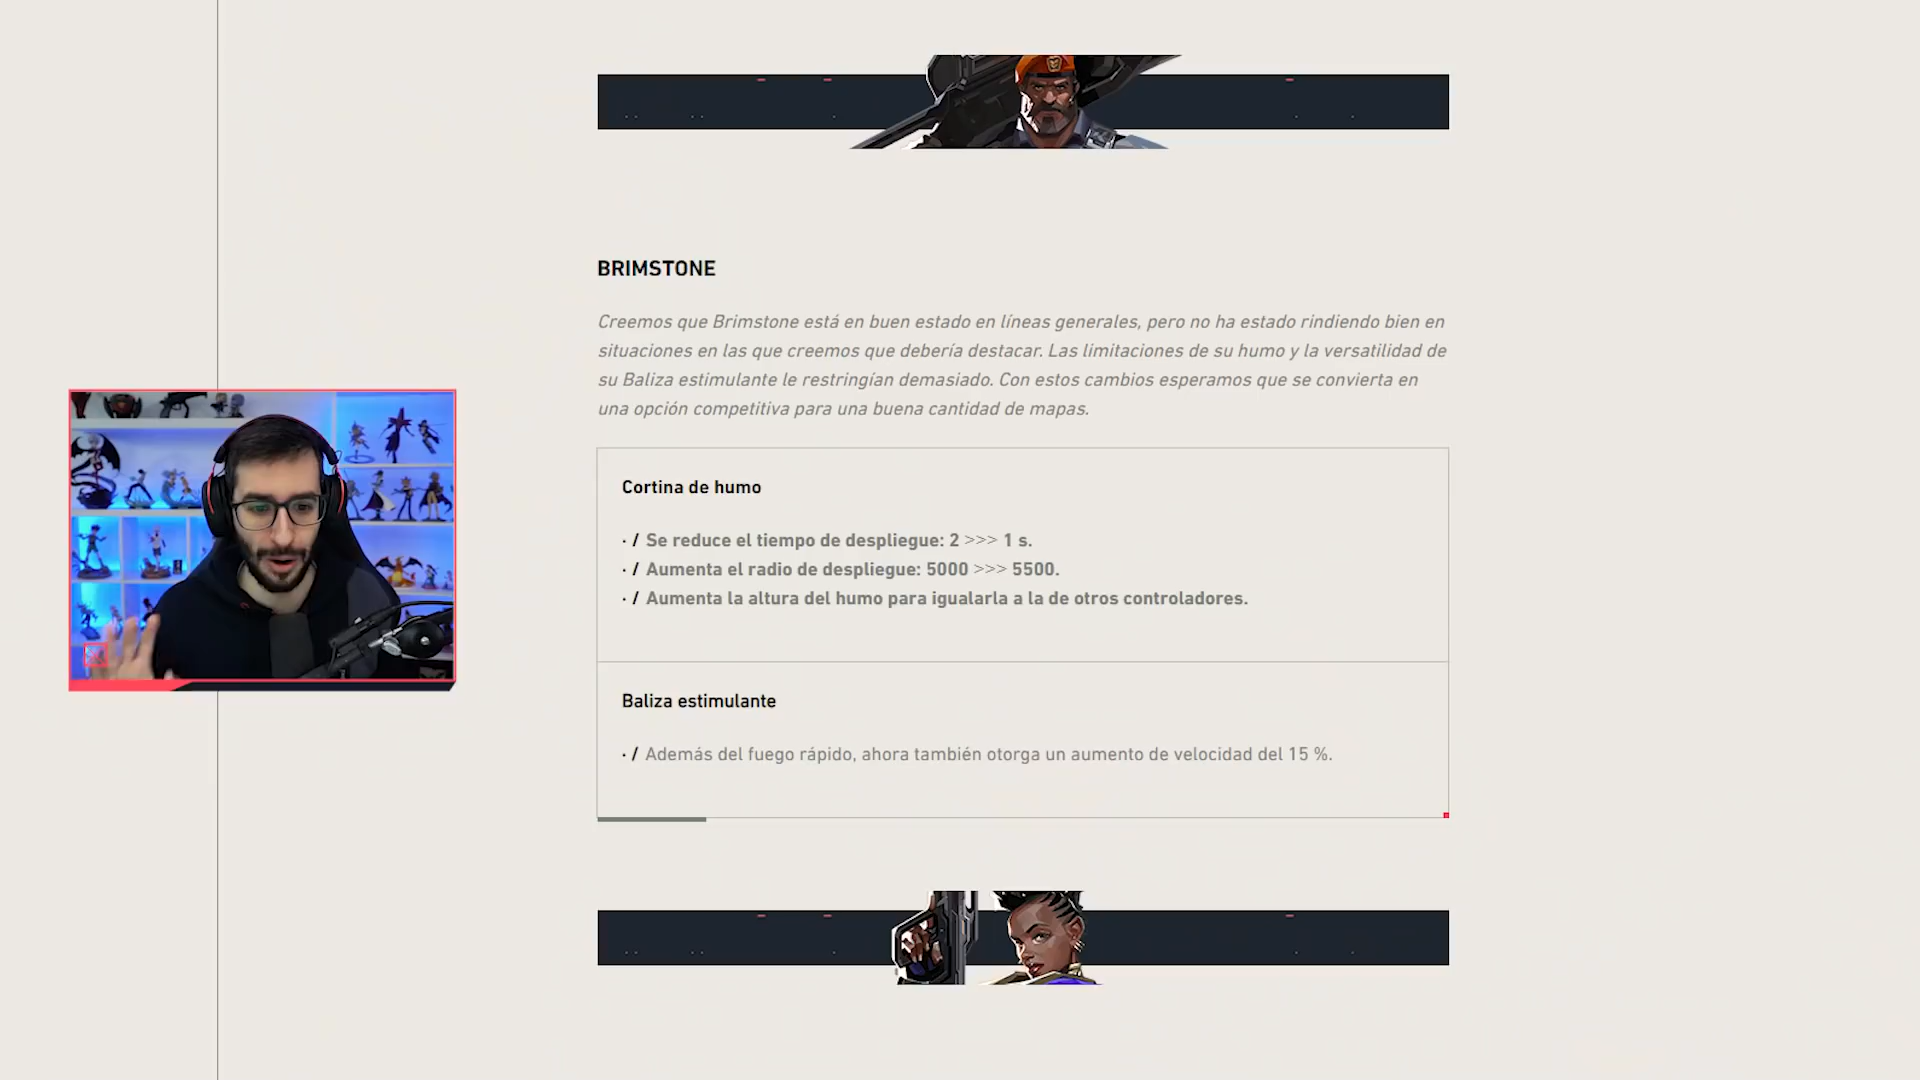 BRIMSTONE
Creemos que Brimstone está en buen estado en líneas generales, pero no ha estado rindiendo bien en
situaciones en las que creemos que debería destacar. Las limitaciones de su humo y la versatilidad de
su Baliza estimulante le restringían demasiado. Con estos cambios esperamos que se convierta en
una opción competitiva para una buena cantidad de mapas.
Cortina de humo
· / Se reduce el tiempo de despliegue: 2 >>> 1 s.
· / Aumenta el radio de despliegue: 5000 >>> 5500.
· / Aumenta la altura del humo para igualarla a la de otros controladores.
Baliza estimulante
· / Además del fuego rápido, ahora también otorga un aumento de velocidad del 15 %.